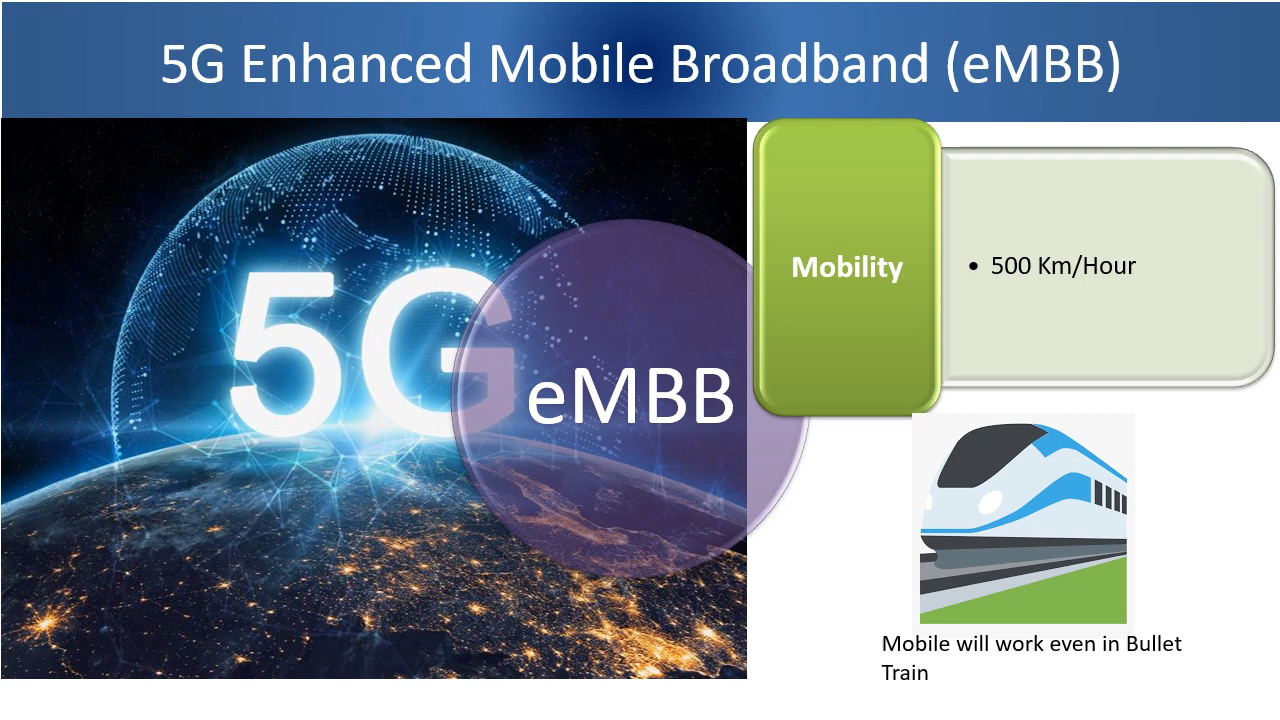 5G Enhanced Mobile Broadband (eMBB)
5G
eMBB
Mobility
• 500 Km/Hour
Mobile will work even in Bullet
Train